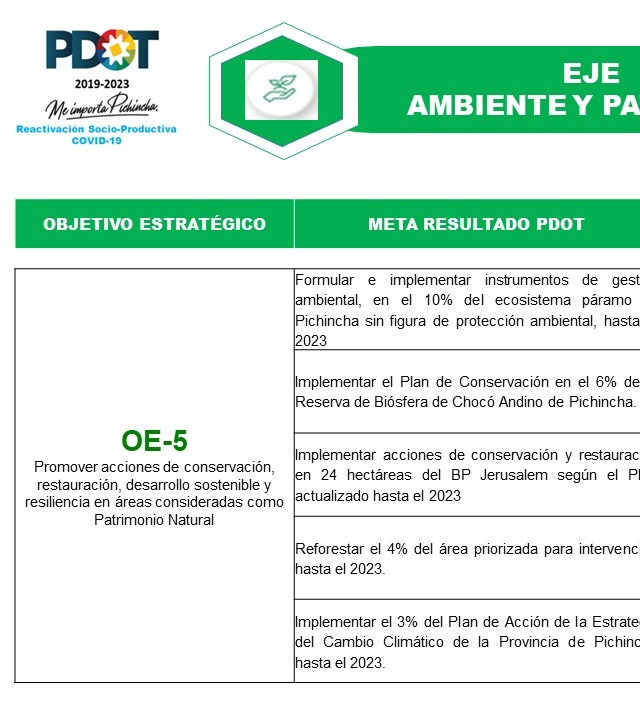 PDOT
2019-2023
Me importa Pichincha.
Reactivación Socio-Productiva
COVID-19
EJE
AMBIENTE Y PA
OBJETIVO ESTRATÉGICO
META RESULTADO PDOT
OE-5
Promover acciones de conservación,
restauración, desarrollo sostenible y
resiliencia en áreas consideradas como
Patrimonio Natural
Formular e implementar instrumentos de gest
ambiental, en el 10% del ecosistema páramo
Pichincha sin figura de protección ambiental, hasta
2023
Implementar el Plan de Conservación en el 6% de
Reserva de Biósfera de Chocó Andino de Pichincha.
Implementar acciones de conservación y restaurac
en 24 hectáreas del BP Jerusalem según el Pl
actualizado hasta el 2023
Reforestar el 4% del área priorizada para intervenci
hasta el 2023.
Implementar el 3% del Plan de Acción de la Estrate
del Cambio Climático de la Provincia de Pichinc
hasta el 2023.